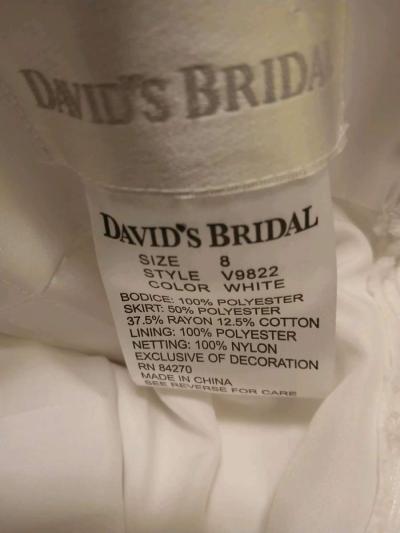 DAVID'S BRIDA
DAVID'S BRIDAL
SIZE 8
STYLE V9822
COLOR WHITE
BODICE: 100% POLYESTER
SKIRT: 50% POLYESTER
37.5% RAYON 12.5% COTTON
LINING: 100% POLYESTER
NETTING: 100% NYLON
EXCLUSIVE OF DECORATION
RN 84270
MADE IN CHINA
SEE REVERSE FOR CARE